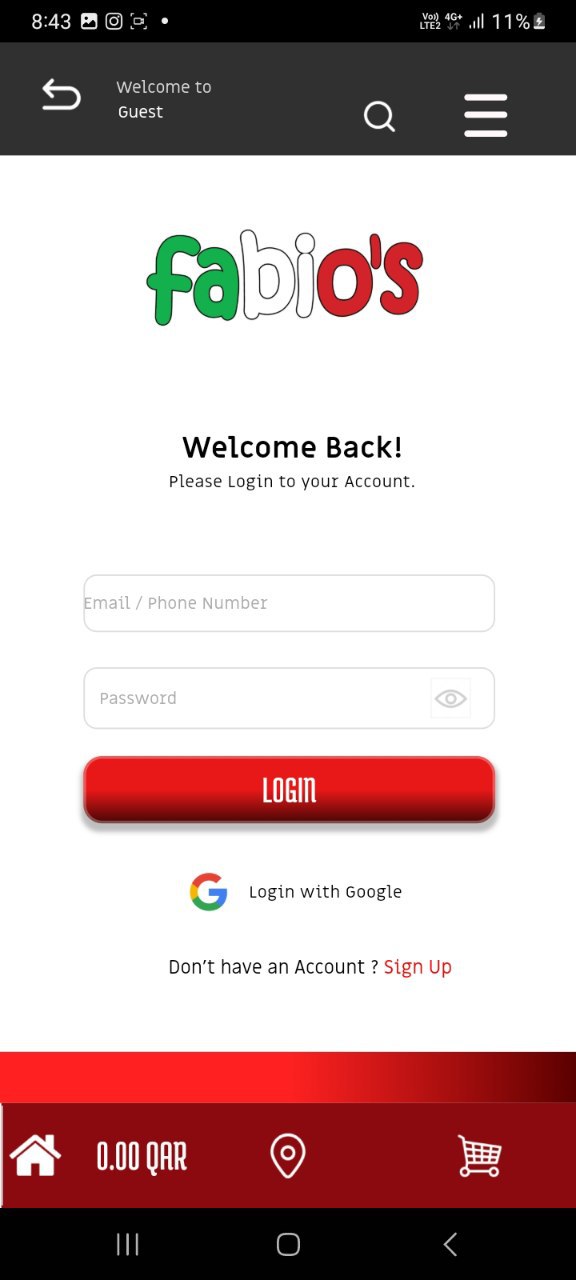 8:43
Vo)) 4G+
LTE2
11%
Welcome to
Guest
fabio's
Welcome Back!
Please Login to your Account.
Email / Phone Number
Password
LOGIN
Login with Google
Don't have an Account ? Sign Up
0.00 QAR